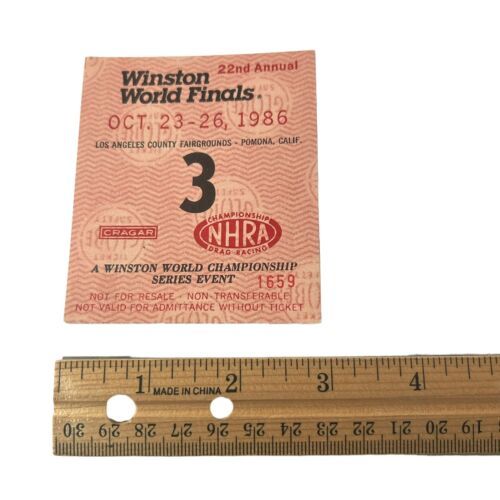 22nd Annual
Winston
World Finals.
OCT. 23-26, 1986
LOS ANGELES COUNTY FAIRGROUNDS - POMONA, CALIF.
3
CRAGAR
CHAMPIONSHIP
NHRA
DRAG RACING
A WINSTON WORLD CHAMPIONSHIP
SERIES EVENT
1659
NOT FOR RESALE - NON-TRANSFERABLE
NOT VALID FOR ADMITTANCE WITHOUT TICKET
1 MADE IN CHINA 2 3 4
30 29 28 27 26 25 24 23 22 21 20 19 18